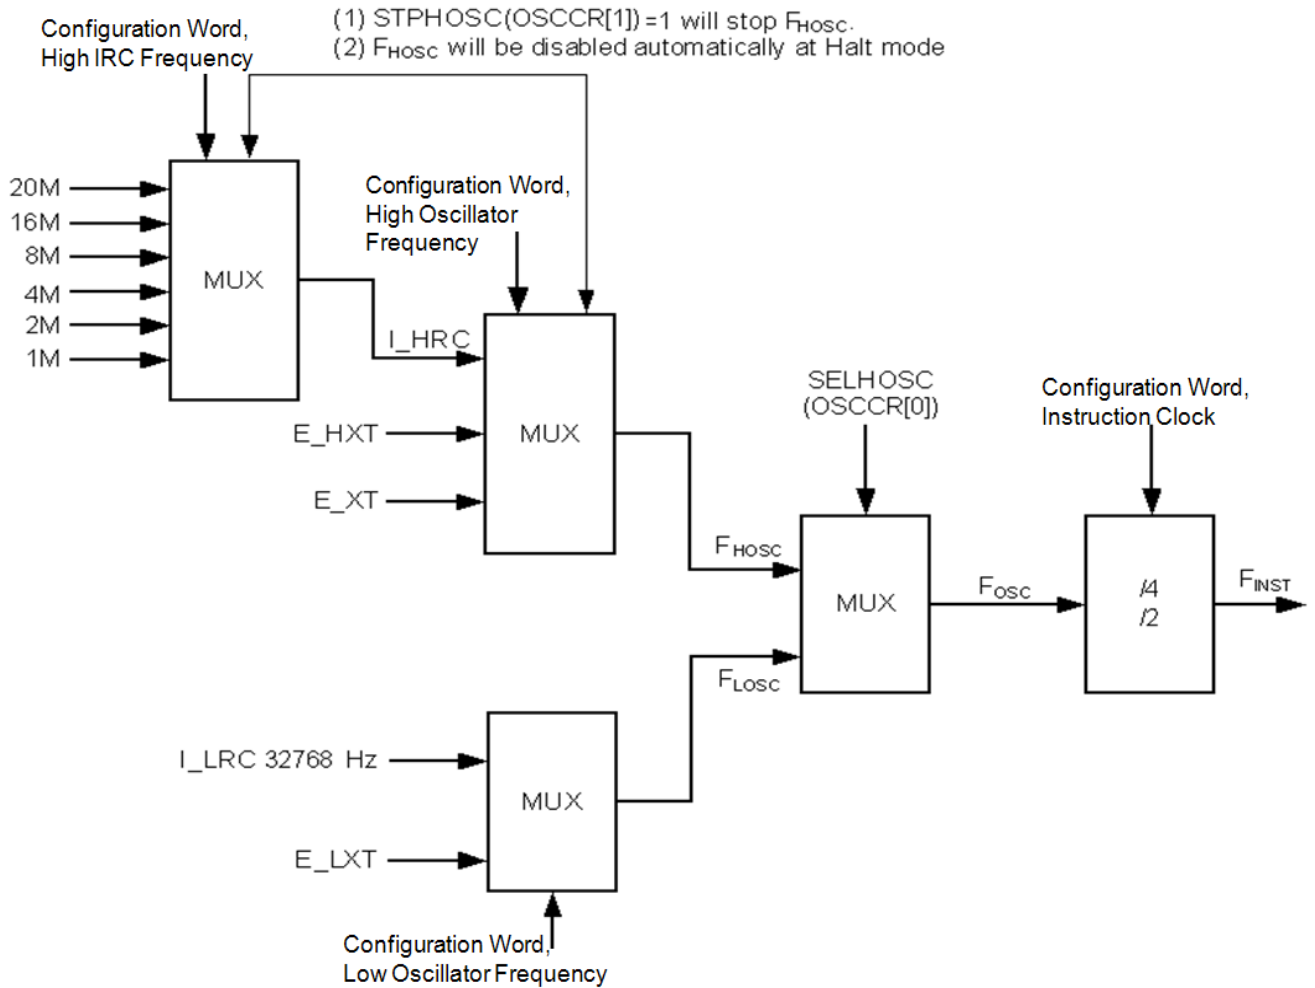 (1) STPHOSC(OSCCR[1])=1 will stop FHOSC.
(2) FHOSC will be disabled automatically at Halt mode
Configuration Word,
High IRC Frequency
20M
16M
8M
4M
2M
1M
MUX
I_HRC
Configuration Word,
High Oscillator
Frequency
E_HXT
E_XT
MUX
FHOSC
SELHOSC
(OSCCR[0])
MUX
FLOSC
FOSC
Configuration Word,
Instruction Clock
/4
/2
FINST
I_LRC 32768 Hz
E_LXT
MUX
Configuration Word,
Low Oscillator Frequency